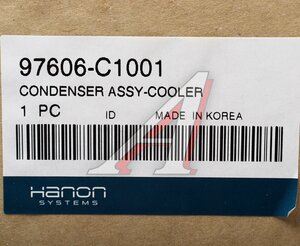 97606-C1001
CONDENSER ASSY-COOLER
1 PC ID MADE IN KOREA
Hanon
SYSTEMS